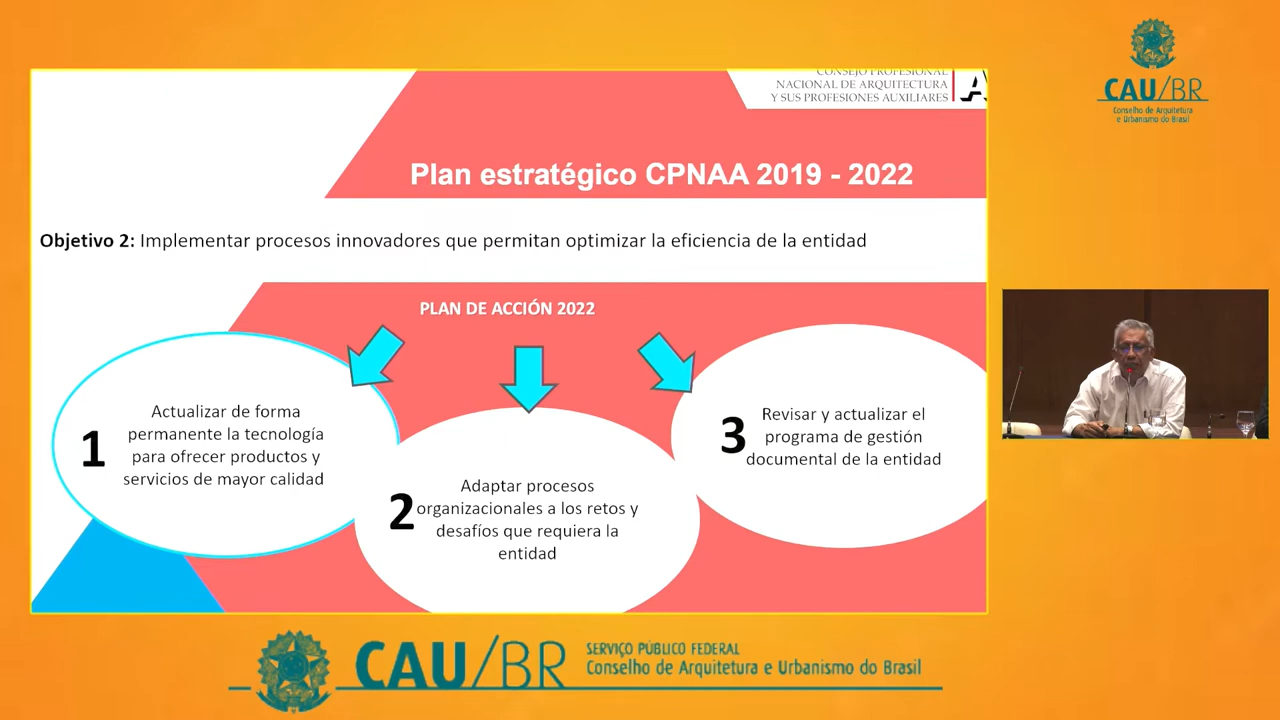 CONSEJO PROFESIONAL
NACIONAL DE ARQUITECTURA
Y SUS PROFESIONES AUXILIARES
A
Plan estratégico CPNAA 2019 - 2022
Objetivo 2: Implementar procesos innovadores que permitan optimizar la eficiencia de la entidad
PLAN DE ACCIÓN 2022
1
Actualizar de forma
permanente la tecnología
para ofrecer productos y
servicios de mayor calidad
2
Adaptar procesos
organizacionales a los retos y
desafíos que requiera la
entidad
3
Revisar y actualizar el
programa de gestión
documental de la entidad
CAU/BR
Conselho de Arquitetura
e Urbanismo do Brasil
CAU/BR
SERVIÇO PÚBLICO FEDERAL
Conselho de Arquitetura e Urbanismo do Brasil